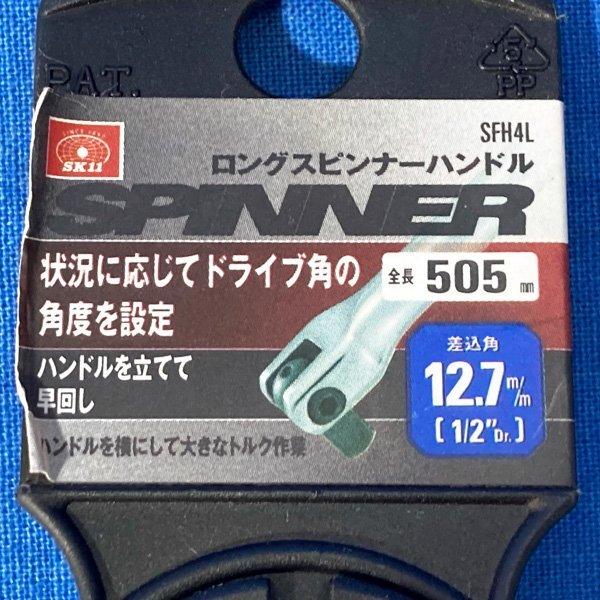 PAT.
5
PP
SINCE 1899
SK11
SFH4L
ロングスピンナーハンドル
SPINNER
状況に応じてドライブ角の
角度を設定
全長 505 mm
ハンドルを立てて
早回し
ハンドルを横にして大きなトルク作業
差込角
12.7m/m
[1/2"Dr.]